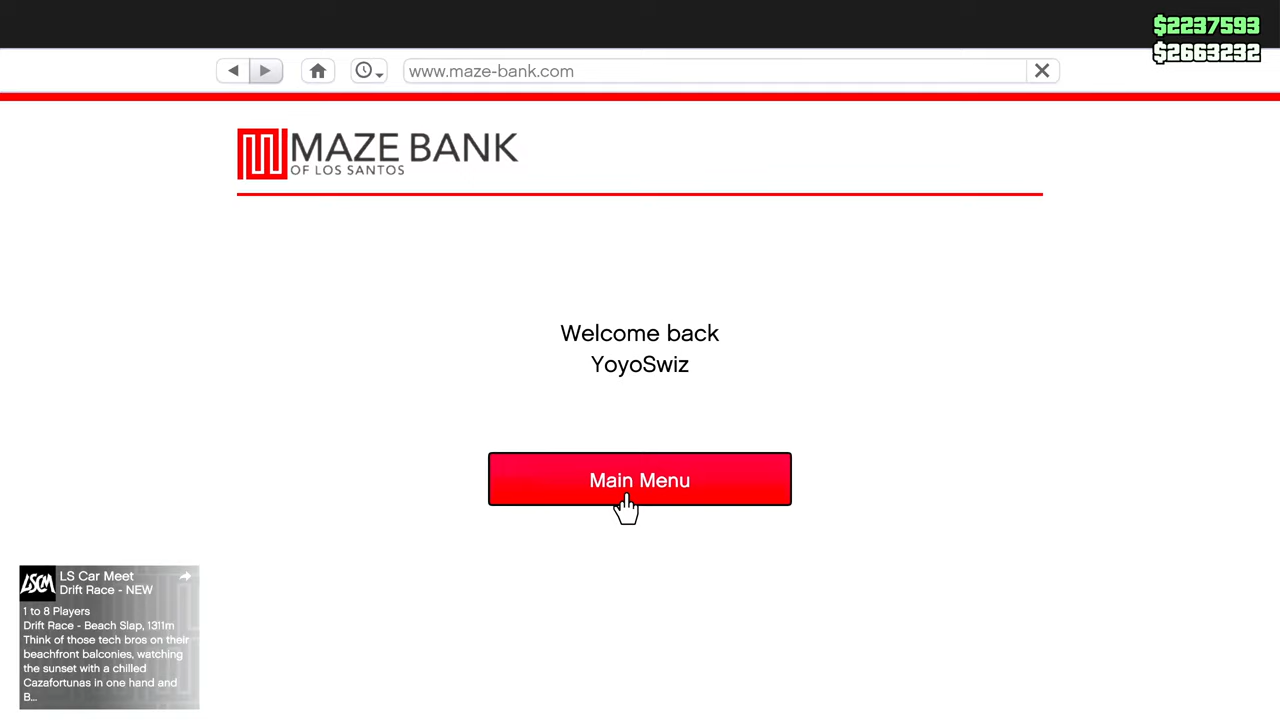 $2237593
$2663232
www.maze-bank.com
MAZE BANK
OF LOS SANTOS
Welcome back
YoyoSwiz
Main Menu
LSCM
LS Car Meet
Drift Race - NEW
1 to 8 Players
Drift Race - Beach Slap, 1311m
Think of those tech bros on their
beachfront balconies, watching
the sunset with a chilled
Cazafortunas in one hand and
B...